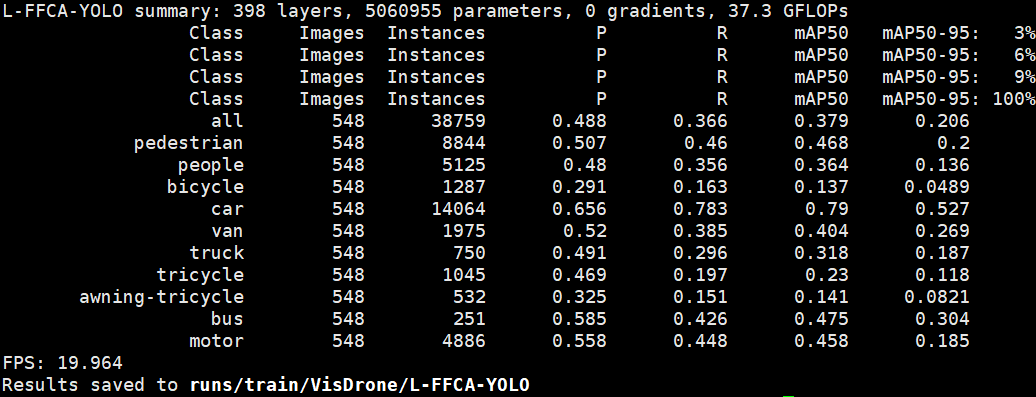 L-FFCA-YOLO summary: 398 layers, 5060955 parameters, 0 gradients, 37.3 GFLOPs
Class Images Instances P R mAP50 mAP50-95: 3%
Class Images Instances P R mAP50 mAP50-95: 6%
Class Images Instances P R mAP50 mAP50-95: 9%
Class Images Instances P R mAP50 mAP50-95: 100%
all 548 38759 0.488 0.366 0.379 0.206
pedestrian 548 8844 0.507 0.46 0.468 0.2
people 548 5125 0.48 0.356 0.364 0.136
bicycle 548 1287 0.291 0.163 0.137 0.0489
car 548 14064 0.656 0.783 0.79 0.527
van 548 1975 0.52 0.385 0.404 0.269
truck 548 750 0.491 0.296 0.318 0.187
tricycle 548 1045 0.469 0.197 0.23 0.118
awning-tricycle 548 532 0.325 0.151 0.141 0.0821
bus 548 251 0.585 0.426 0.475 0.304
motor 548 4886 0.558 0.448 0.458 0.185
FPS: 19.964
Results saved to runs/train/VisDrone/L-FFCA-YOLO